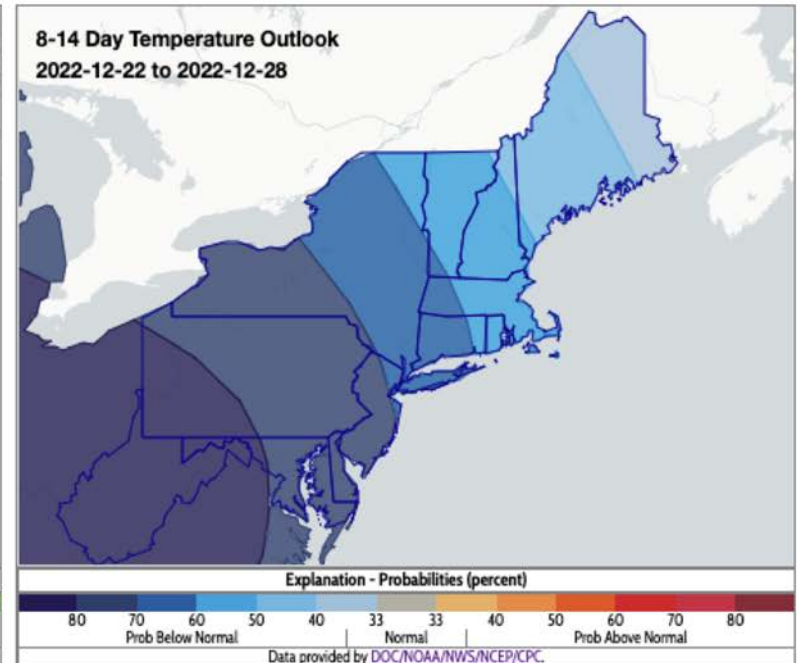 8-14 Day Temperature Outlook
2022-12-22 to 2022-12-28
Explanation - Probabilities (percent)
80 70 60 50 40 33 33 40 50 60 70 80
Prob Below Normal Normal Prob Above Normal
Data provided by DOC/NOAA/NWS/NCEP/CPC.